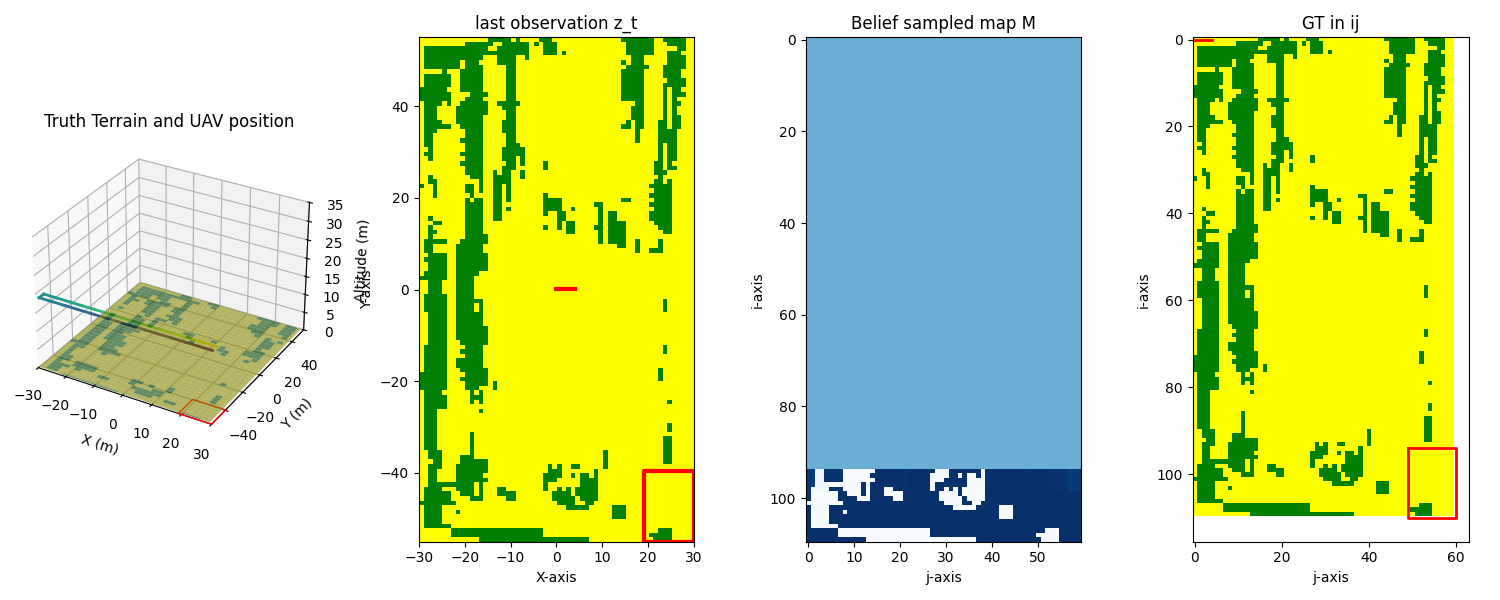 Truth Terrain and UAV position
35
30
25
20
15
10
5
0
Altitude (m)
−30
−20
−10
0
10
20
30
X (m)
−40
−20
0
20
40
Y (m)
last observation z_t
40
20
0
−20
−40
Y-axis
−30 −20 −10 0 10 20 30
X-axis
Belief sampled map M
0
20
40
60
80
100
i-axis
0 10 20 30 40 50
j-axis
GT in ij
0
20
40
60
80
100
i-axis
0 20 40 60
j-axis